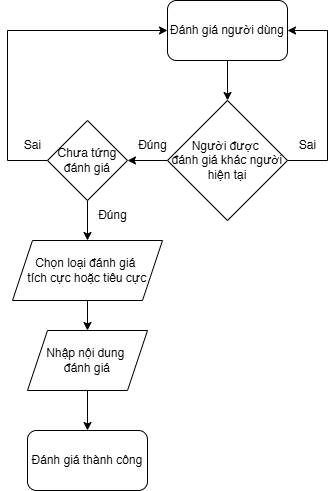 Đánh giá người dùng
Sai
Chưa từng
đánh giá
Đúng
Người được
đánh giá khác người
hiện tại
Sai
Đúng
Chọn loại đánh giá
tích cực hoặc tiêu cực
Nhập nội dung
đánh giá
Đánh giá thành công